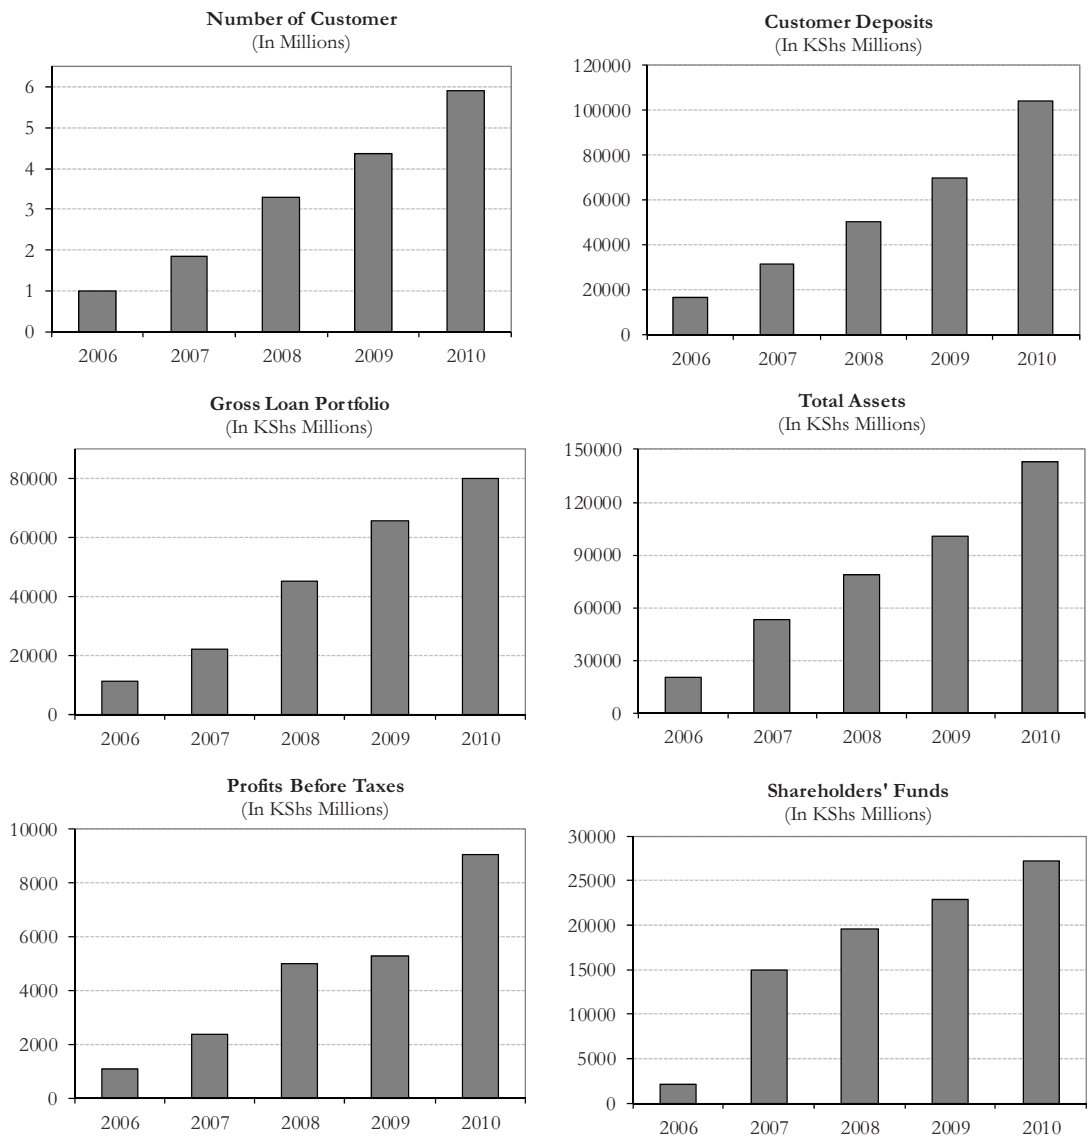 Number of Customer
(In Millions)
6
5
4
3
2
1
0
2006 2007 2008 2009 2010
Customer Deposits
(In KShs Millions)
120000
100000
80000
60000
40000
20000
0
2006 2007 2008 2009 2010
Gross Loan Portfolio
(In KShs Millions)
80000
60000
40000
20000
0
2006 2007 2008 2009 2010
Total Assets
(In KShs Millions)
150000
120000
90000
60000
30000
0
2006 2007 2008 2009 2010
Profits Before Taxes
(In KShs Millions)
10000
8000
6000
4000
2000
0
2006 2007 2008 2009 2010
Shareholders' Funds
(In KShs Millions)
30000
25000
20000
15000
10000
5000
0
2006 2007 2008 2009 2010